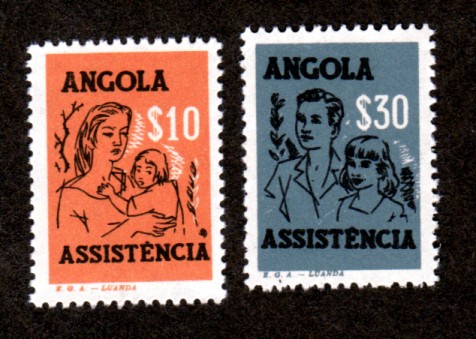 ANGOLA
$10
ASSISTÊNCIA
E. G. A. — LUANDA
ANGOLA
$30
ASSISTÊNCIA
E. G. A. — LUANDA